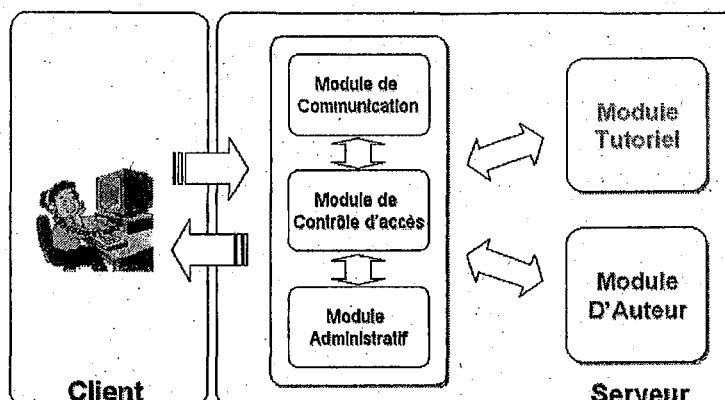 Module de
Communication
Module de
Contrôle d'accès
Module
Administratif
Module
Tutoriel
Module
D'Auteur
Client
Serveur